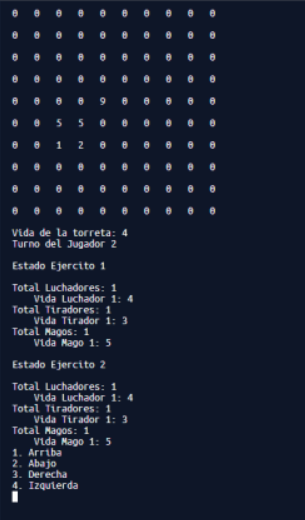 0 0 0 0 0 0 0 0 0 0
0 0 0 0 0 0 0 0 0 0
0 0 0 0 0 0 0 0 0 0
0 0 0 0 0 0 0 0 0 0
0 0 0 0 9 0 0 0 0 0
0 0 5 5 0 0 0 0 0 0
0 0 1 2 0 0 0 0 0 0
0 0 0 0 0 0 0 0 0 0
0 0 0 0 0 0 0 0 0 0
0 0 0 0 0 0 0 0 0 0
Vida de la torreta: 4
Turno del Jugador 2
Estado Ejercito 1
Total Luchadores: 1
Vida Luchador 1: 4
Total Tiradores: 1
Vida Tirador 1: 3
Total Magos: 1
Vida Mago 1: 5
Estado Ejercito 2
Total Luchadores: 1
Vida Luchador 1: 4
Total Tiradores: 1
Vida Tirador 1: 3
Total Magos: 1
Vida Mago 1: 5
1. Arriba
2. Abajo
3. Derecha
4. Izquierda